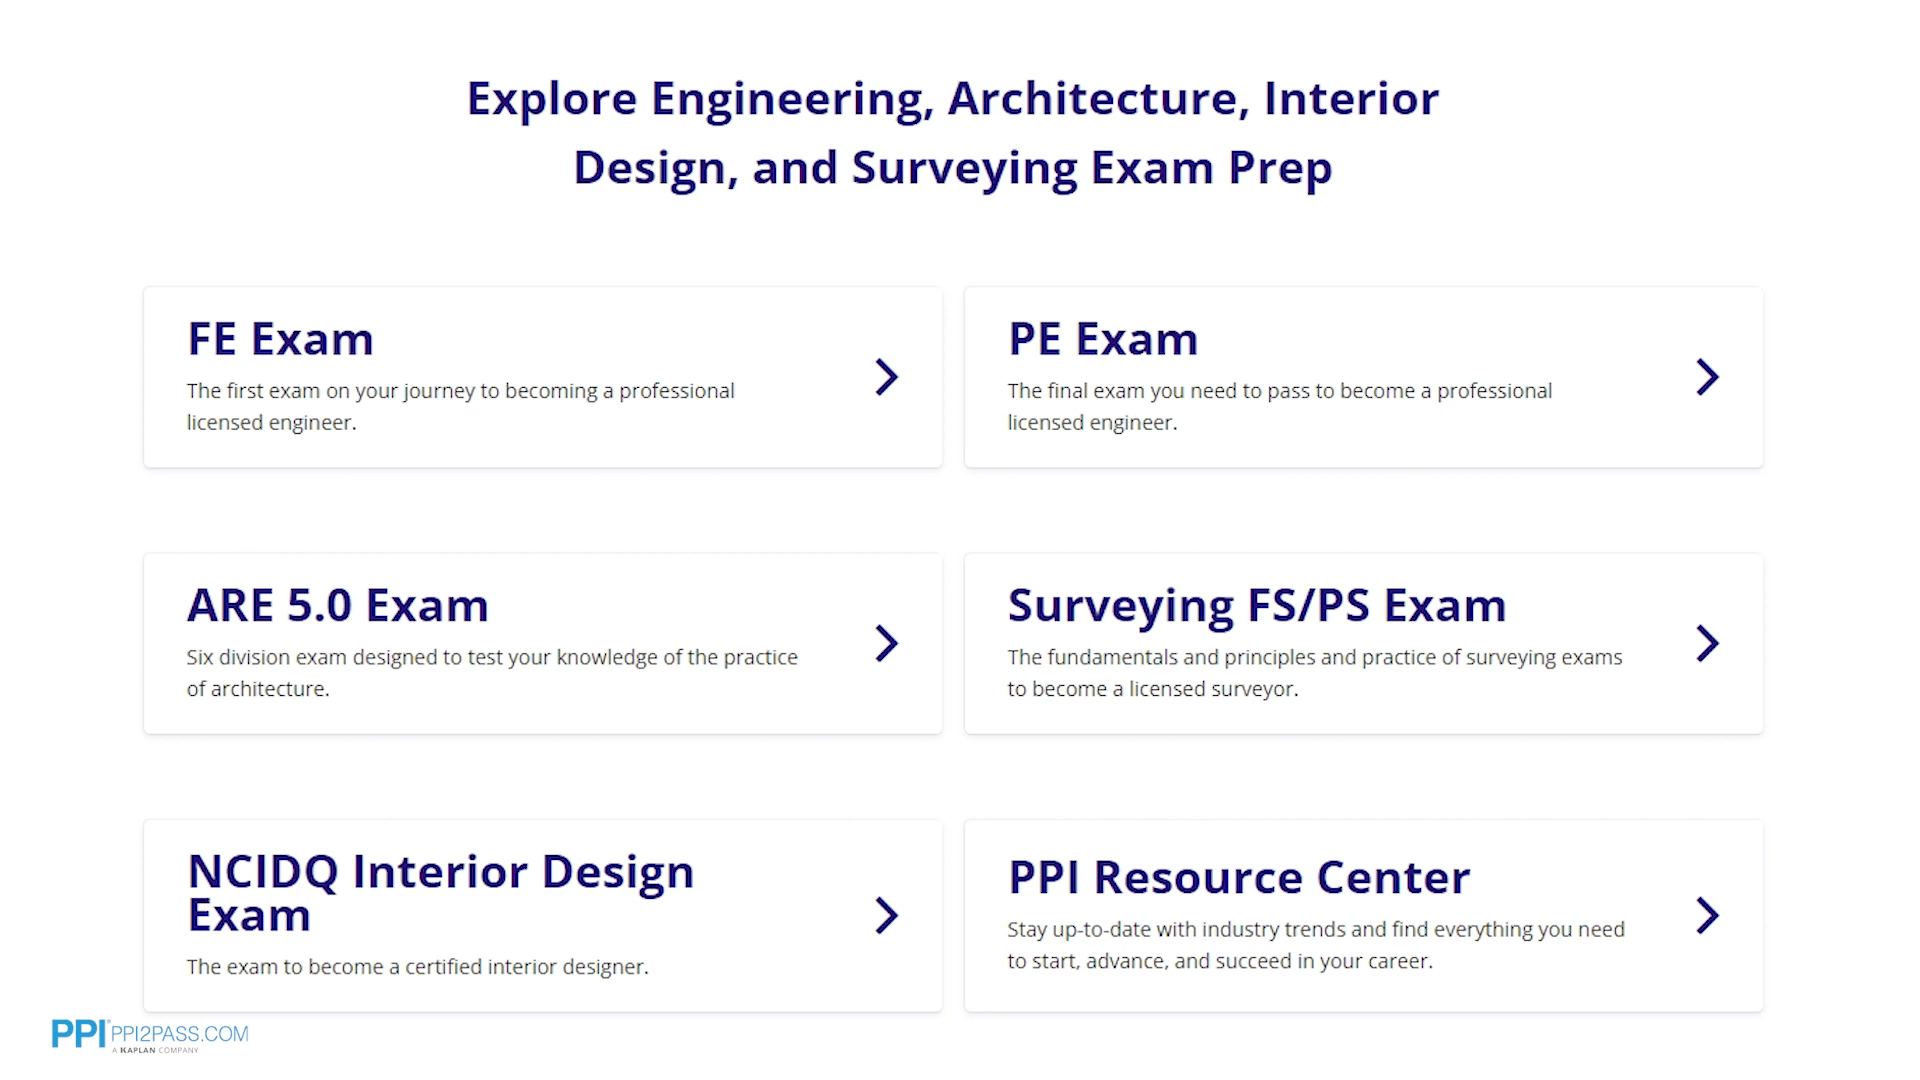 Explore Engineering, Architecture, Interior
Design, and Surveying Exam Prep
FE Exam
The first exam on your journey to becoming a professional
licensed engineer.
PE Exam
The final exam you need to pass to become a professional
licensed engineer.
ARE 5.0 Exam
Six division exam designed to test your knowledge of the practice
of architecture.
Surveying FS/PS Exam
The fundamentals and principles and practice of surveying exams
to become a licensed surveyor.
NCIDQ Interior Design
Exam
The exam to become a certified interior designer.
PPI Resource Center
Stay up-to-date with industry trends and find everything you need
to start, advance, and succeed in your career.
PPI® PPI2PASS.COM
A KAPLAN COMPANY